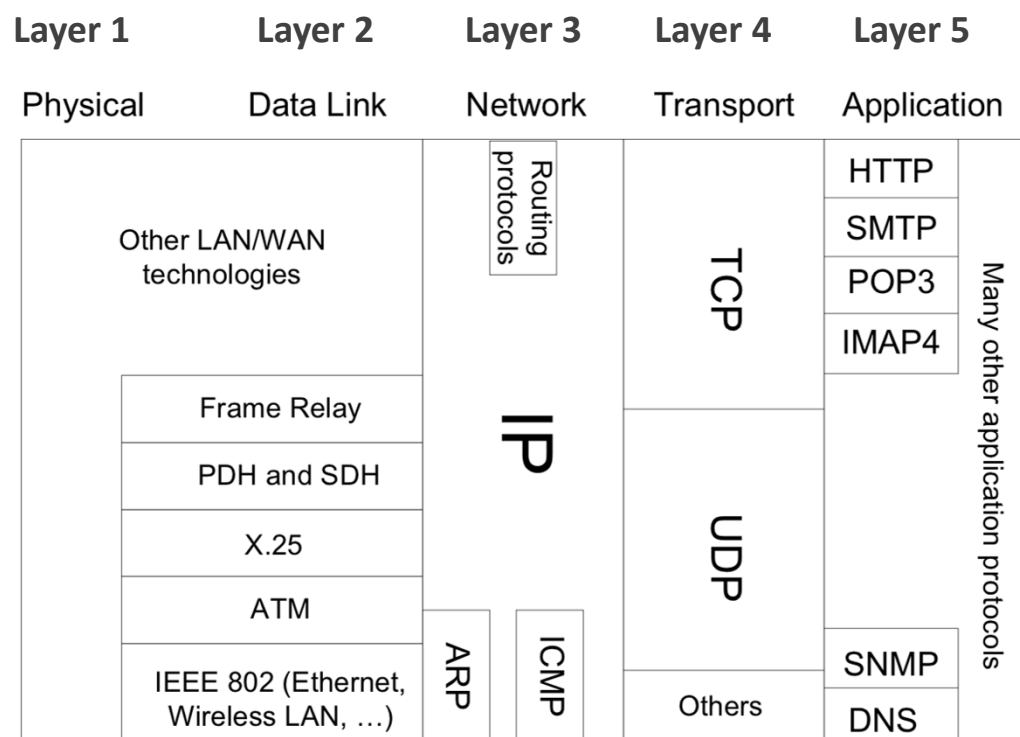 Layer 1 Layer 2 Layer 3 Layer 4 Layer 5
Physical Data Link Network Transport Application
Other LAN/WAN
technologies
Frame Relay
PDH and SDH
X.25
ATM
IEEE 802 (Ethernet,
Wireless LAN, …)
Routing
protocols
IP
ARP
ICMP
TCP
UDP
Others
HTTP
SMTP
POP3
IMAP4
SNMP
DNS
Many other application protocols